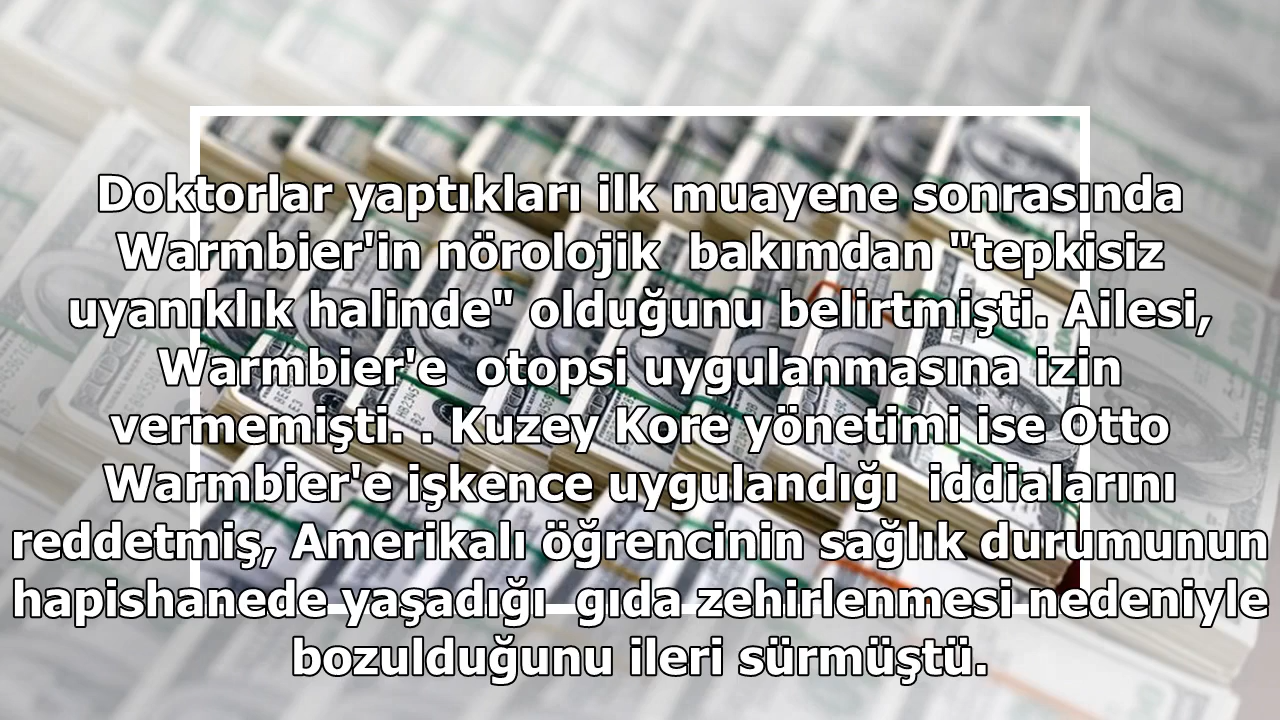 Doktorlar yaptıkları ilk muayene sonrasında
Warmbier'in nörolojik  bakımdan "tepkisiz
uyanıklık halinde" olduğunu belirtmişti. Ailesi,
Warmbier'e  otopsi uygulanmasına izin
vermemişti. . Kuzey Kore yönetimi ise Otto
Warmbier'e işkence uygulandığı  iddialarını
reddetmiş, Amerikalı öğrencinin sağlık durumunun
hapishanede yaşadığı  gıda zehirlenmesi nedeniyle
bozulduğunu ileri sürmüştü.